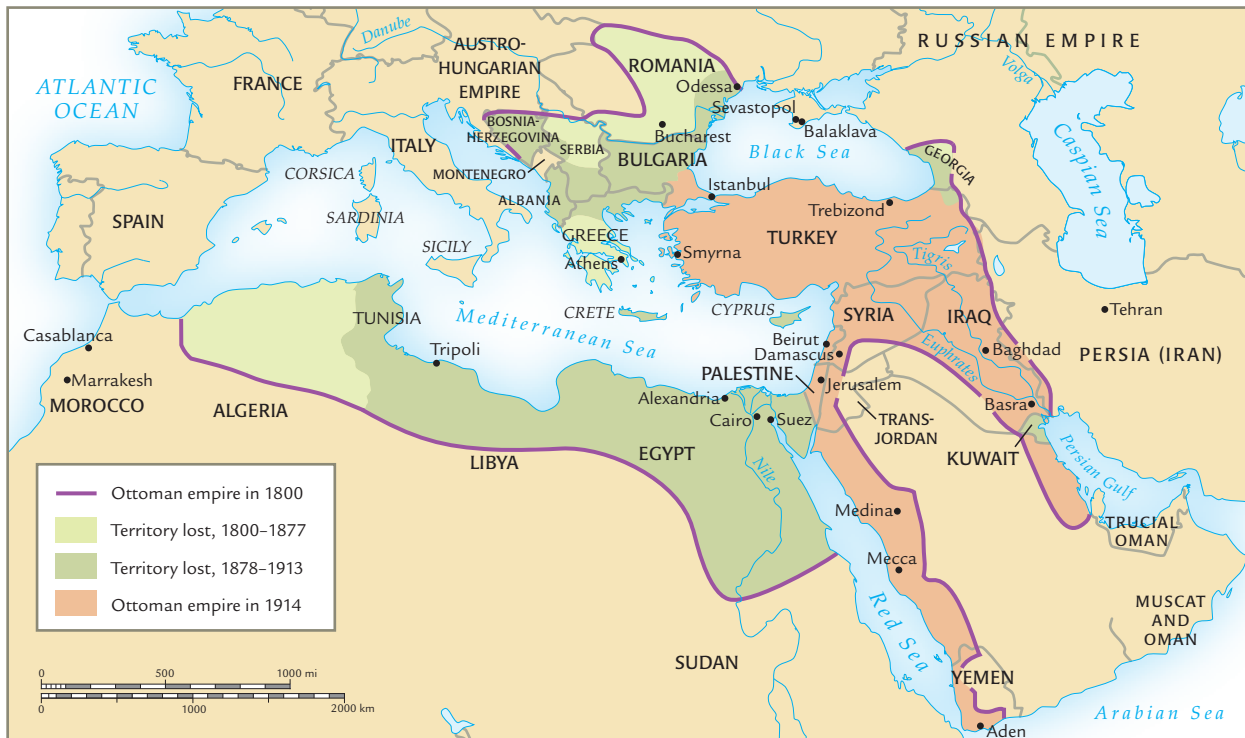 ATLANTIC
OCEAN
FRANCE
Danube
AUSTRO-
HUNGARIAN
EMPIRE
ROMANIA
Odessa
Sevastopol
Balaklava
RUSSIAN EMPIRE
Volga
Caspian Sea
BOSNIA-
HERZEGOVINA
SERBIA
Bucharest
BULGARIA
Black Sea
GEORGIA
ITALY
MONTENEGRO
ALBANIA
CORSICA
SARDINIA
SICILY
SPAIN
Istanbul
Trebizond
TURKEY
GREECE
Athens
Smyrna
Tigris
CRETE
CYPRUS
SYRIA
IRAQ
Tehran
Mediterranean Sea
TUNISIA
Tripoli
Casablanca
Marrakesh
MOROCCO
ALGERIA
LIBYA
Beirut
Damascus
Euphrates
Baghdad
PERSIA (IRAN)
PALESTINE
Jerusalem
Alexandria
Cairo
Suez
TRANS-
JORDAN
Basra
KUWAIT
Persian Gulf
EGYPT
Nile
Medina
Mecca
TRUCIAL
OMAN
MUSCAT
AND
OMAN
Red Sea
SUDAN
YEMEN
Aden
Arabian Sea
Ottoman empire in 1800
Territory lost, 1800–1877
Territory lost, 1878–1913
Ottoman empire in 1914
0 500 1000 mi
0 1000 2000 km